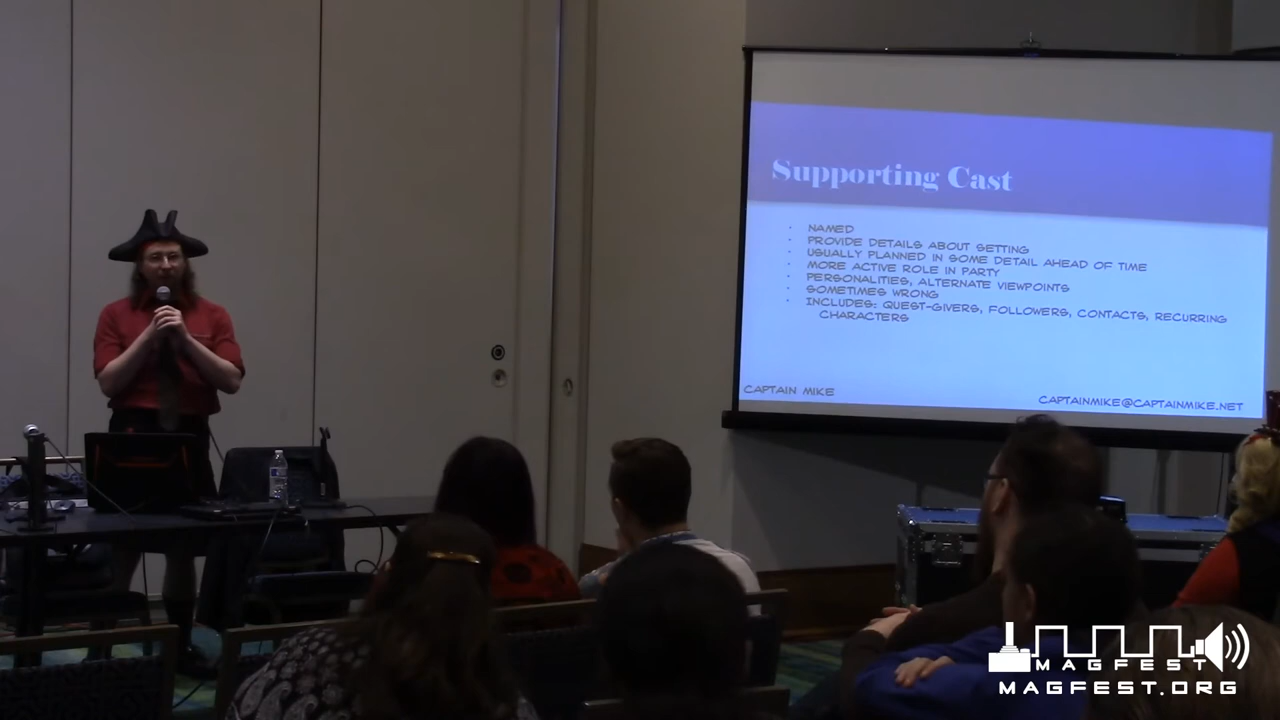 Supporting Cast
· NAMED
· PROVIDE DETAILS ABOUT SETTING
· USUALLY PLANNED IN SOME DETAIL AHEAD OF TIME
· MORE ACTIVE ROLE IN PARTY
· PERSONALITIES, ALTERNATE VIEWPOINTS
· SOMETIMES WRONG
· INCLUDES: QUEST-GIVERS, FOLLOWERS, CONTACTS, RECURRING
CHARACTERS
CAPTAIN MIKE
CAPTAINMIKE@CAPTAINMIKE.NET
MAGFEST
MAGFEST.ORG